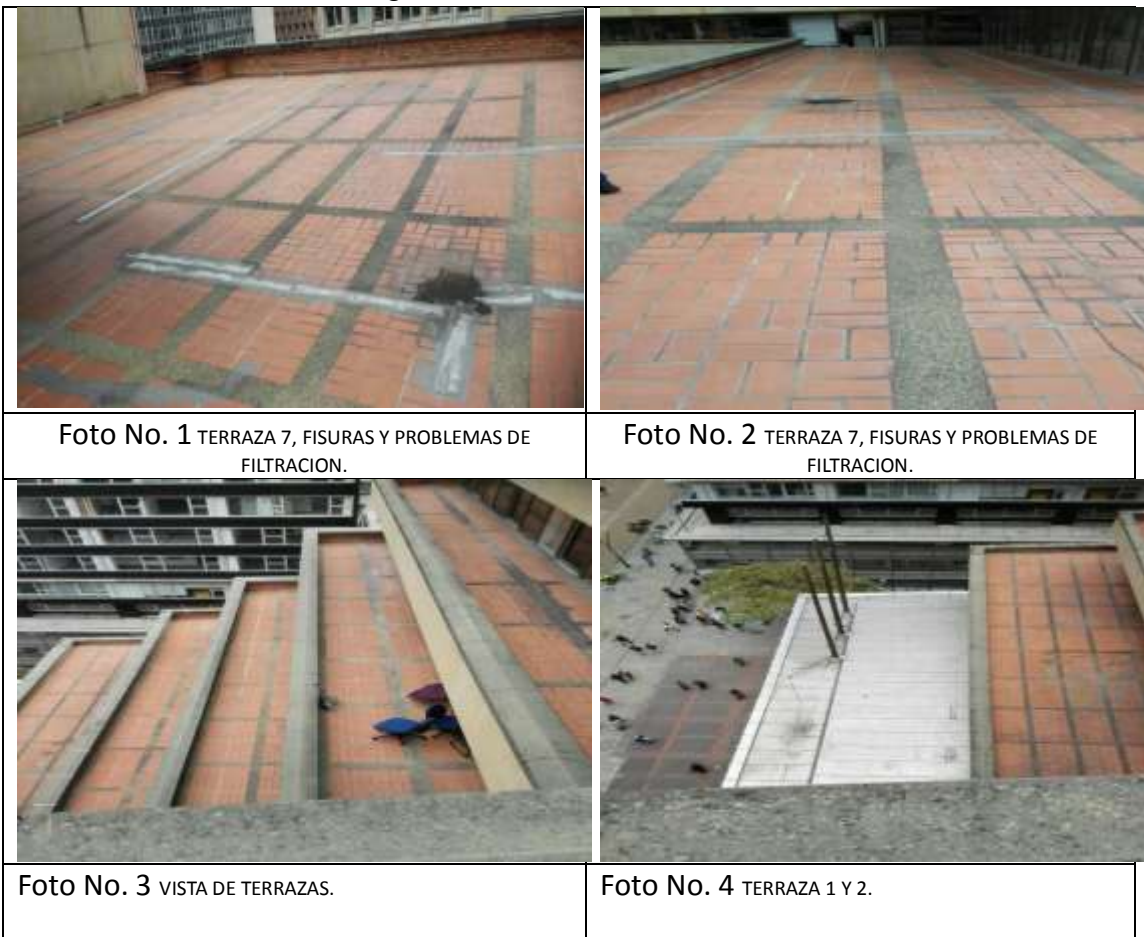 Foto No. 1 TERRAZA 7, FISURAS Y PROBLEMAS DE
FILTRACION.
Foto No. 2 TERRAZA 7, FISURAS Y PROBLEMAS DE
FILTRACION.
Foto No. 3 VISTA DE TERRAZAS.
Foto No. 4 TERRAZA 1 Y 2.